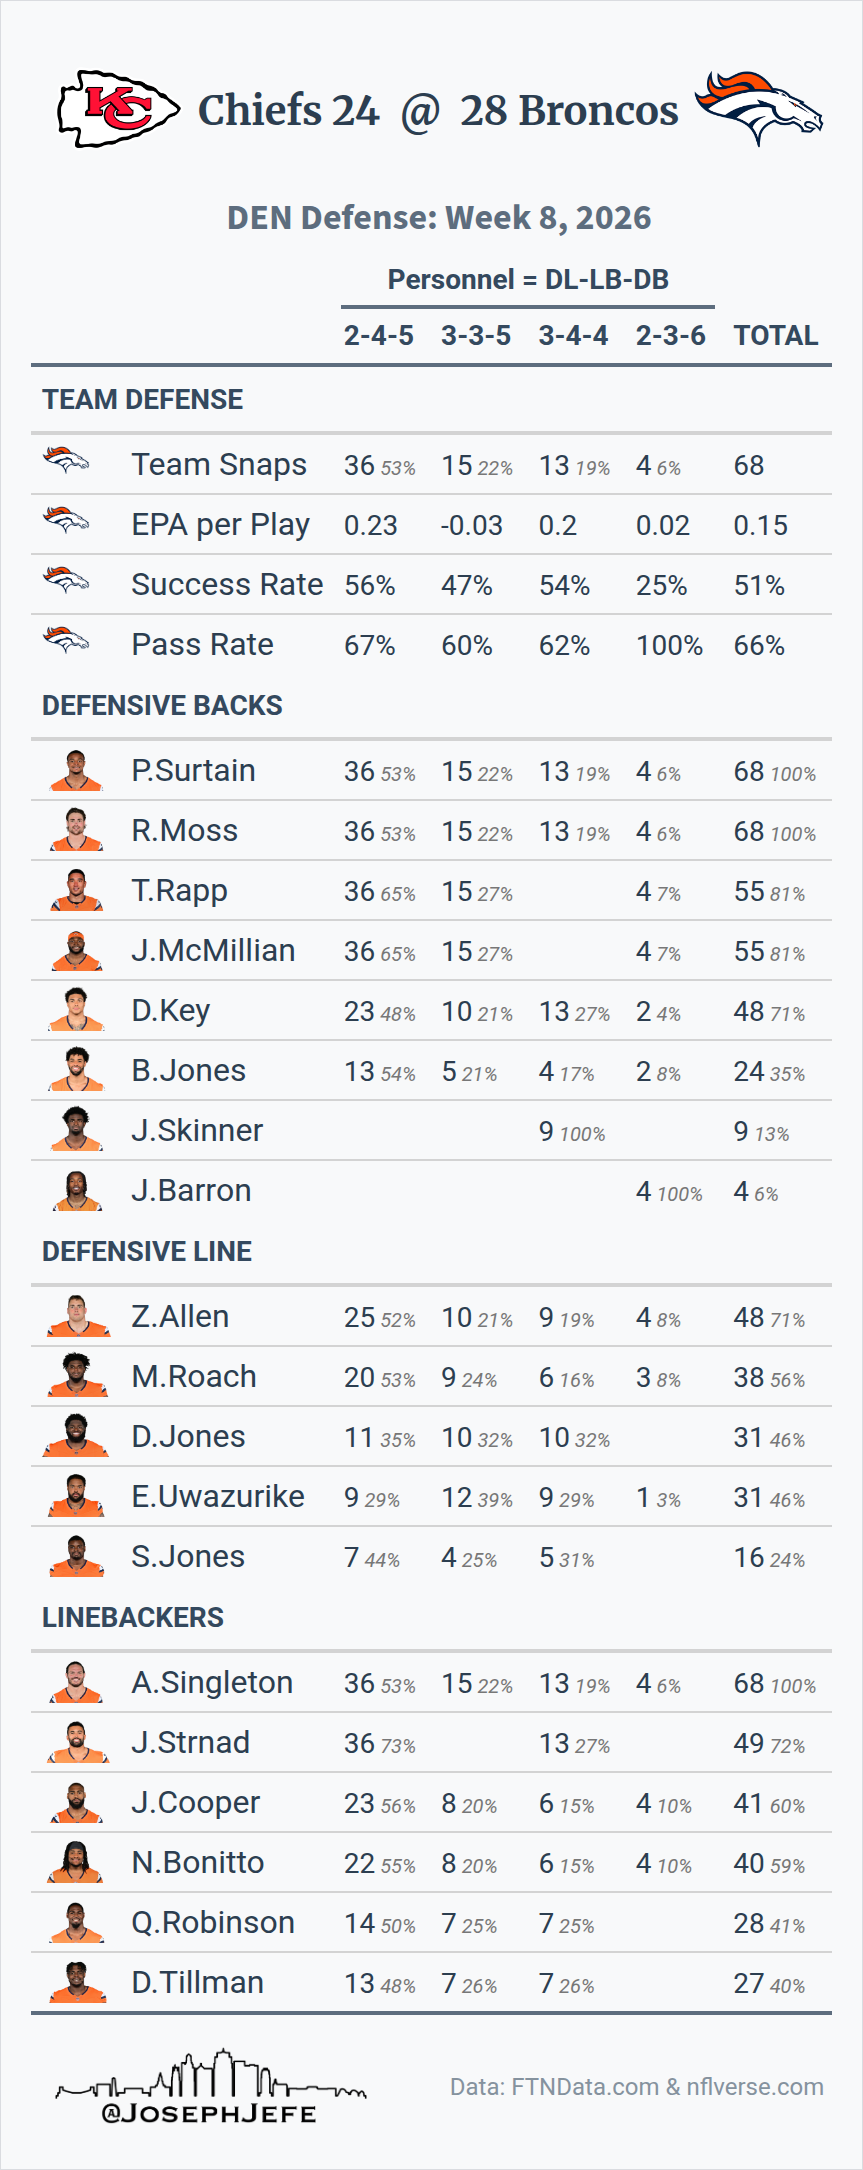 KC
Chiefs 24 @ 28 Broncos
DEN Defense: Week 8, 2026
Personnel = DL-LB-DB
2-4-5 3-3-5 3-4-4 2-3-6 TOTAL
TEAM DEFENSE
Team Snaps 36 53% 15 22% 13 19% 4 6% 68
EPA per Play 0.23 -0.03 0.2 0.02 0.15
Success Rate 56% 47% 54% 25% 51%
Pass Rate 67% 60% 62% 100% 66%
DEFENSIVE BACKS
P.Surtain 36 53% 15 22% 13 19% 4 6% 68 100%
R.Moss 36 53% 15 22% 13 19% 4 6% 68 100%
T.Rapp 36 65% 15 27% 4 7% 55 81%
J.McMillian 36 65% 15 27% 4 7% 55 81%
D.Key 23 48% 10 21% 13 27% 2 4% 48 71%
B.Jones 13 54% 5 21% 4 17% 2 8% 24 35%
J.Skinner 9 100% 9 13%
J.Barron 4 100% 4 6%
DEFENSIVE LINE
Z.Allen 25 52% 10 21% 9 19% 4 8% 48 71%
M.Roach 20 53% 9 24% 6 16% 3 8% 38 56%
D.Jones 11 35% 10 32% 10 32% 31 46%
E.Uwazurike 9 29% 12 39% 9 29% 1 3% 31 46%
S.Jones 7 44% 4 25% 5 31% 16 24%
LINEBACKERS
A.Singleton 36 53% 15 22% 13 19% 4 6% 68 100%
J.Strnad 36 73% 13 27% 49 72%
J.Cooper 23 56% 8 20% 6 15% 4 10% 41 60%
N.Bonitto 22 55% 8 20% 6 15% 4 10% 40 59%
Q.Robinson 14 50% 7 25% 7 25% 28 41%
D.Tillman 13 48% 7 26% 7 26% 27 40%
@JOSEPHJEFE
Data: FTNData.com & nflverse.com